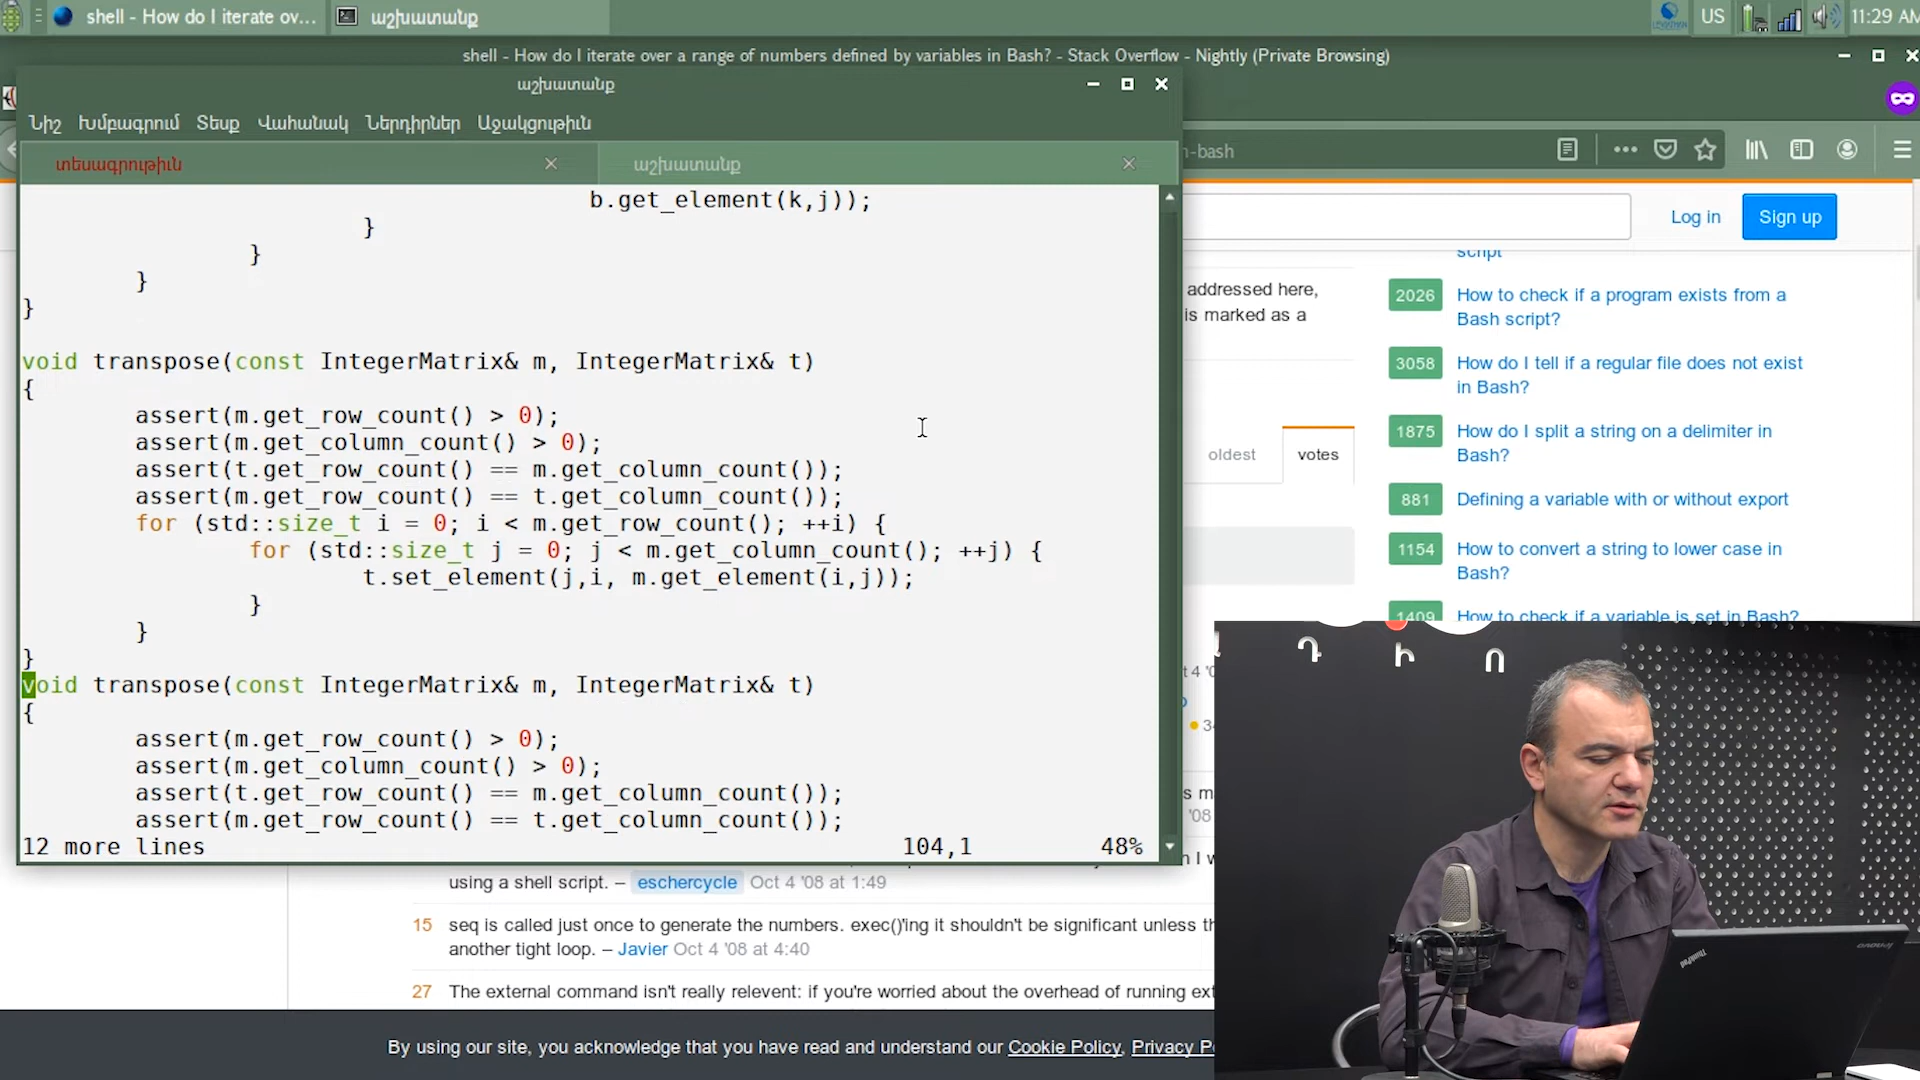 shell - How do I iterate ov...
աշխատանք
US
11:29 AM
shell - How do I iterate over a range of numbers defined by variables in Bash? - Stack Overflow - Nightly (Private Browsing)
աշխատանք
Նիշ Խմբագրում Տեսք Վահանակ Ներդիրներ Աջակցութիւն
տեսագրութիւն
աշխատանք
b.get_element(k,j));
}
}
}
}
void transpose(const IntegerMatrix& m, IntegerMatrix& t)
{
assert(m.get_row_count() > 0);
assert(m.get_column_count() > 0);
assert(t.get_row_count() == m.get_column_count());
assert(m.get_row_count() == t.get_column_count());
for (std::size_t i = 0; i < m.get_row_count(); ++i) {
for (std::size_t j = 0; j < m.get_column_count(); ++j) {
t.set_element(j,i, m.get_element(i,j));
}
}
}
void transpose(const IntegerMatrix& m, IntegerMatrix& t)
{
assert(m.get_row_count() > 0);
assert(m.get_column_count() > 0);
assert(t.get_row_count() == m.get_column_count());
assert(m.get_row_count() == t.get_column_count());
12 more lines 104,1 48%
-bash
Log in
Sign up
script
addressed here,
is marked as a
oldest
votes
2026 How to check if a program exists from a
Bash script?
3058 How do I tell if a regular file does not exist
in Bash?
1875 How do I split a string on a delimiter in
Bash?
881 Defining a variable with or without export
1154 How to convert a string to lower case in
Bash?
1409 How to check if a variable is set in Bash?
Դ Ի Ո
using a shell script. – eschercycle Oct 4 '08 at 1:49
15 seq is called just once to generate the numbers. exec()'ing it shouldn't be significant unless
another tight loop. – Javier Oct 4 '08 at 4:40
27 The external command isn't really relevent: if you're worried about the overhead of running
By using our site, you acknowledge that you have read and understand our Cookie Policy, Privacy
ThinkPad
lenovo